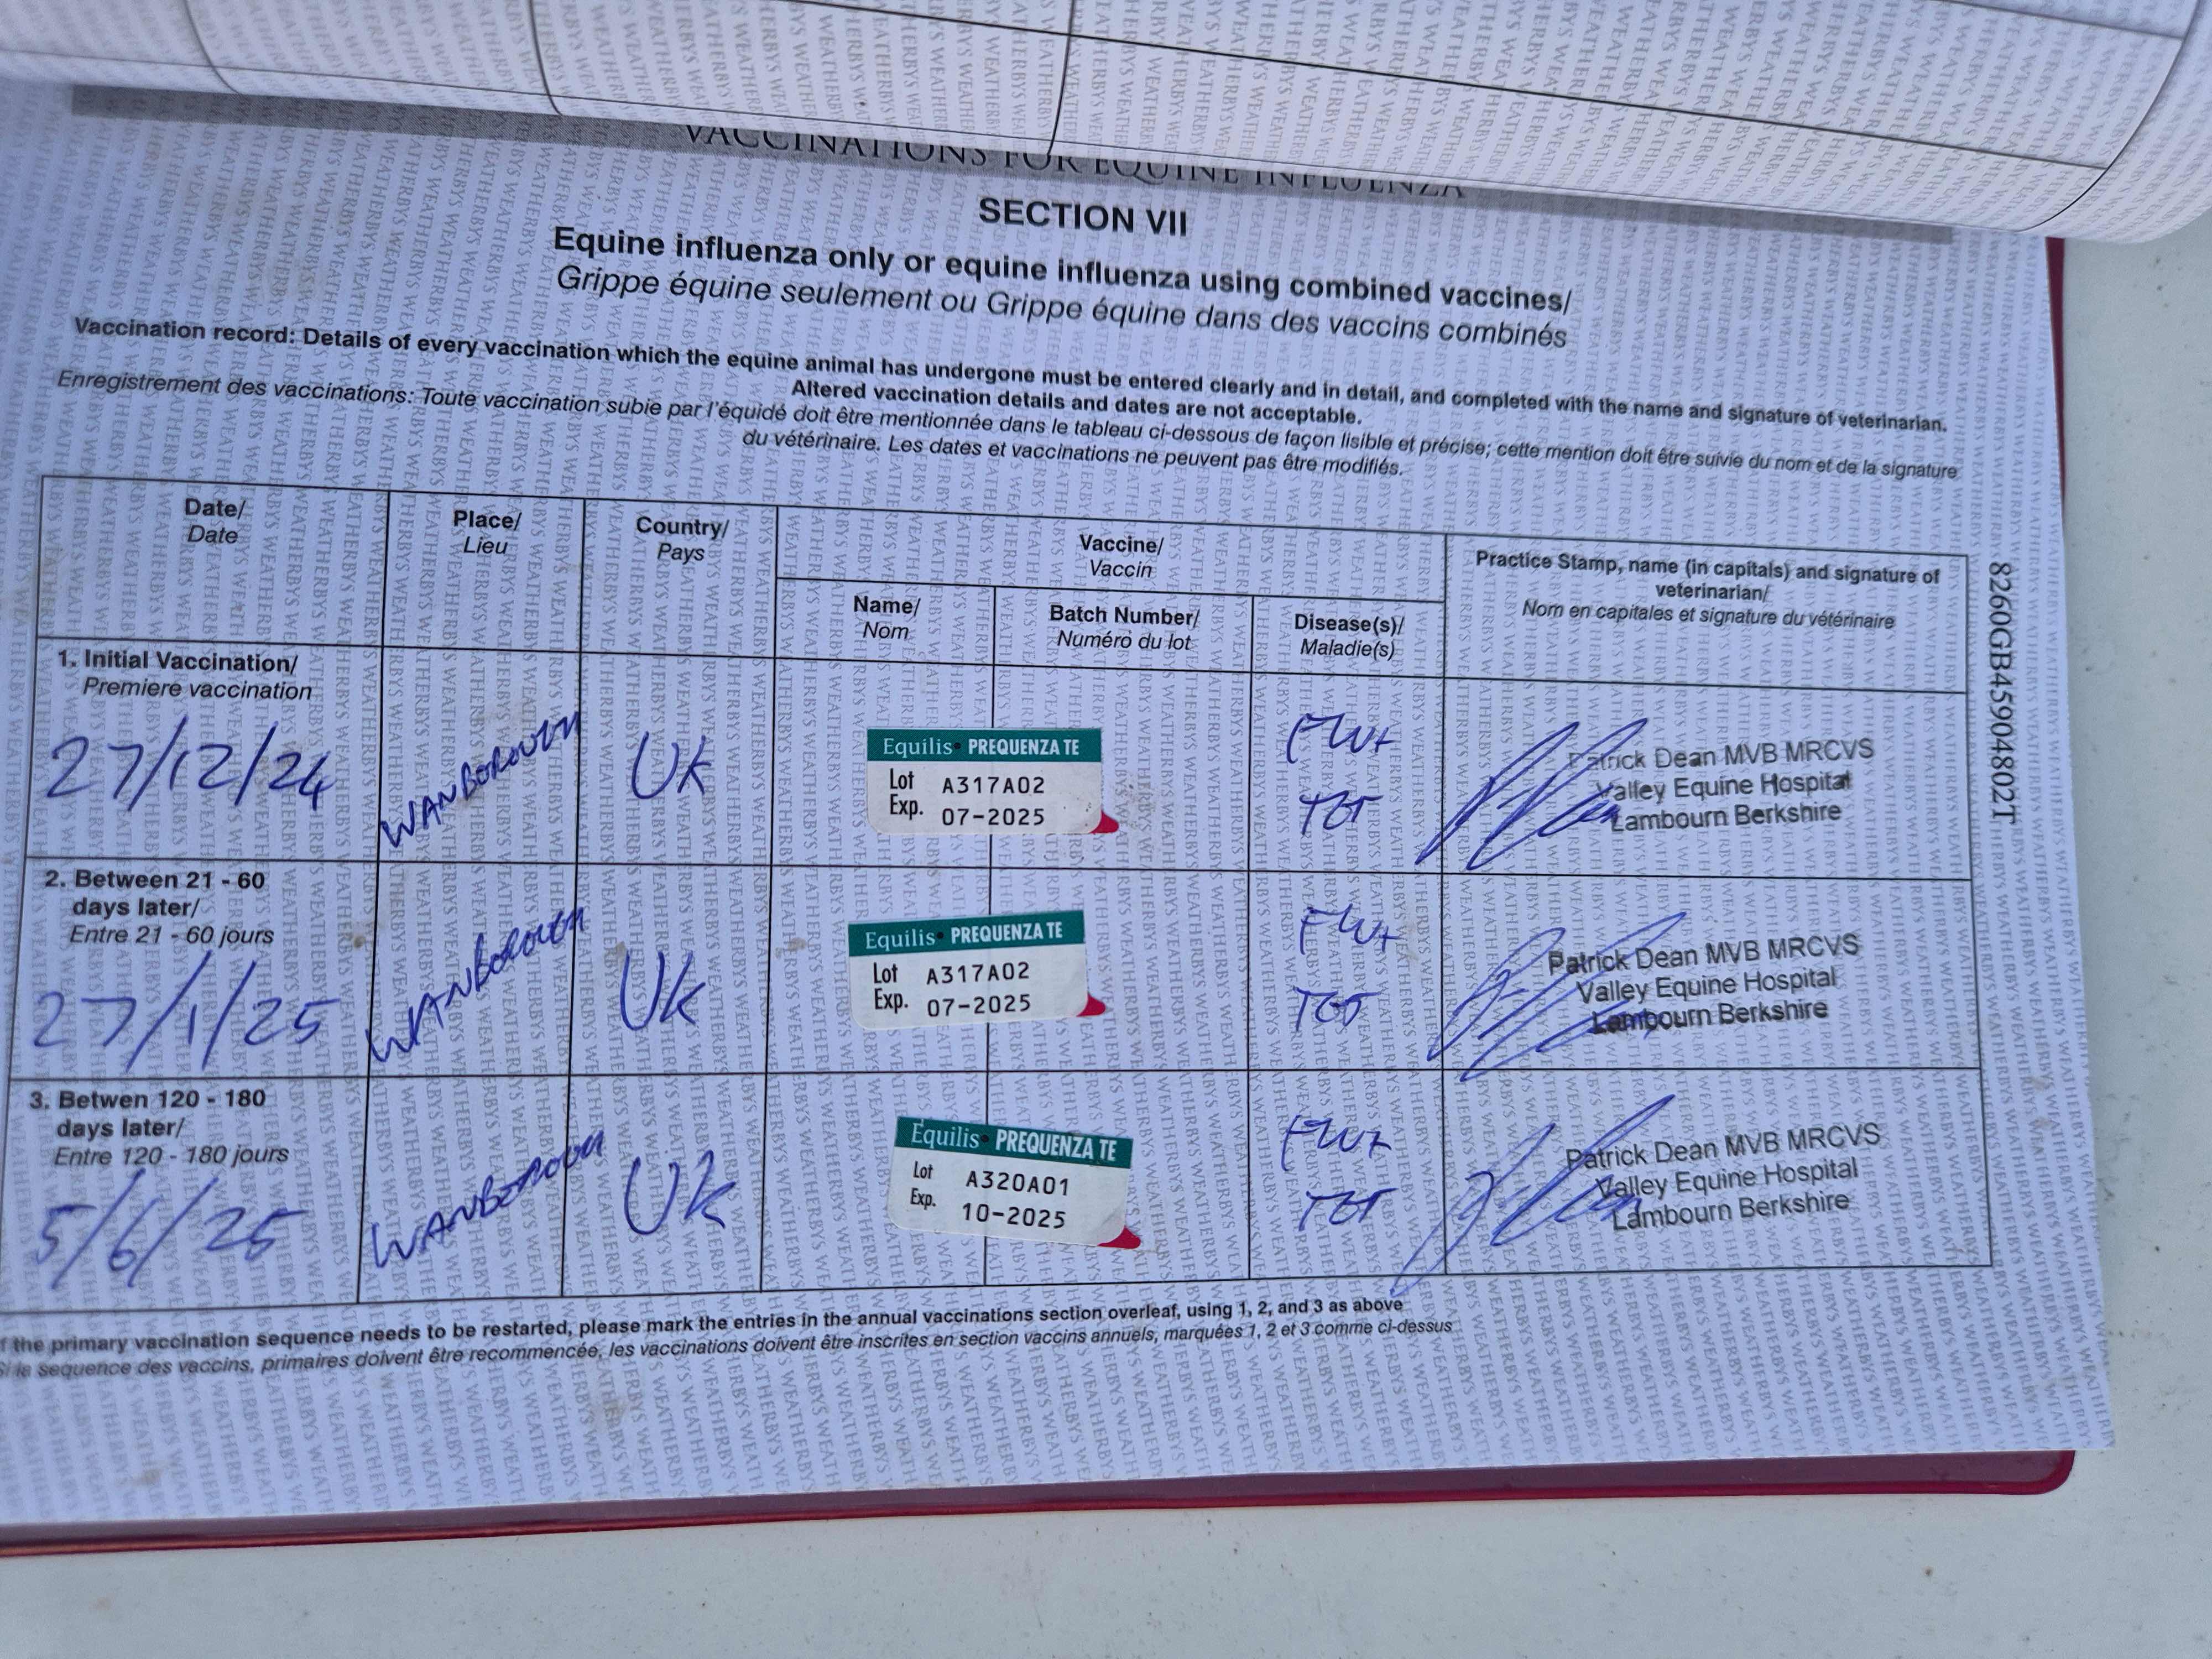 VACCINATIONS FOR EQUINE INFLUENZA
SECTION VII
Equine influenza only or equine influenza using combined vaccines/
Grippe équine seulement ou Grippe équine dans des vaccins combinés
Vaccination record: Details of every vaccination which the equine animal has undergone must be entered clearly and in detail, and completed with the name and signature of veterinarian.
Altered vaccination details and dates are not acceptable.
Enregistrement des vaccinations: Toute vaccination subie par l'équidé doit être mentionnée dans le tableau ci-dessous de façon lisible et précise; cette mention doit être suivie du nom et de la signature
du vétérinaire. Les dates et vaccinations ne peuvent pas être modifiés.
Date/
Date
Place/
Lieu
Country/
Pays
Vaccine/
Vaccin
Name/
Nom
Batch Number/
Numéro du lot
Disease(s)/
Maladie(s)
Practice Stamp, name (in capitals) and signature of
veterinarian/
Nom en capitales et signature du vétérinaire
1. Initial Vaccination/
Premiere vaccination
27/12/24
WANBOROUGH
UK
Equilis PREQUENZA TE
Lot A317A02
Exp. 07-2025
FLU+
TET
Patrick Dean MVB MRCVS
Valley Equine Hospital
Lambourn Berkshire
2. Between 21 - 60
days later/
Entre 21 - 60 jours
27/1/25
WANBOROUGH
UK
Equilis PREQUENZA TE
Lot A317A02
Exp. 07-2025
FLU+
TET
Patrick Dean MVB MRCVS
Valley Equine Hospital
Lambourn Berkshire
3. Betwen 120 - 180
days later/
Entre 120 - 180 jours
5/6/25
WANBOROUGH
UK
Equilis PREQUENZA TE
Lot A320A01
Exp. 10-2025
FLU+
TET
Patrick Dean MVB MRCVS
Valley Equine Hospital
Lambourn Berkshire
f the primary vaccination sequence needs to be restarted, please mark the entries in the annual vaccinations section overleaf, using 1, 2, and 3 as above
Si la sequence des vaccins, primaires doivent être recommencée, les vaccinations doivent être inscrites en section vaccins annuels, marquées 1, 2 et 3 comme ci-dessus
8260GB45904802T
WEATHERBYS